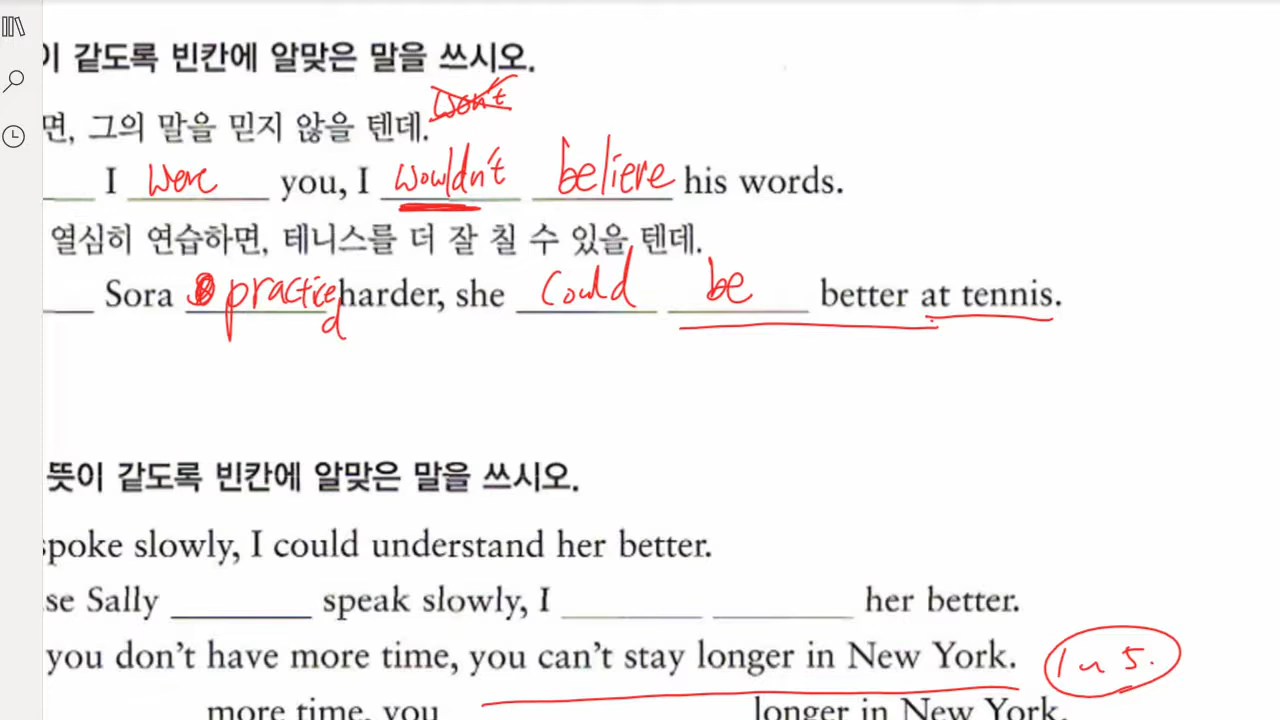 이 같도록 빈칸에 알맞은 말을 쓰시오.
won't
면, 그의 말을 믿지 않을 텐데.
I were you, I wouldn't believe his words.
열심히 연습하면, 테니스를 더 잘 칠 수 있을 텐데.
Sora practiced harder, she could be better at tennis.
뜻이 같도록 빈칸에 알맞은 말을 쓰시오.
spoke slowly, I could understand her better.
se Sally ______ speak slowly, I ______ ______ her better.
you don't have more time, you can't stay longer in New York.
more time, you longer in New York.